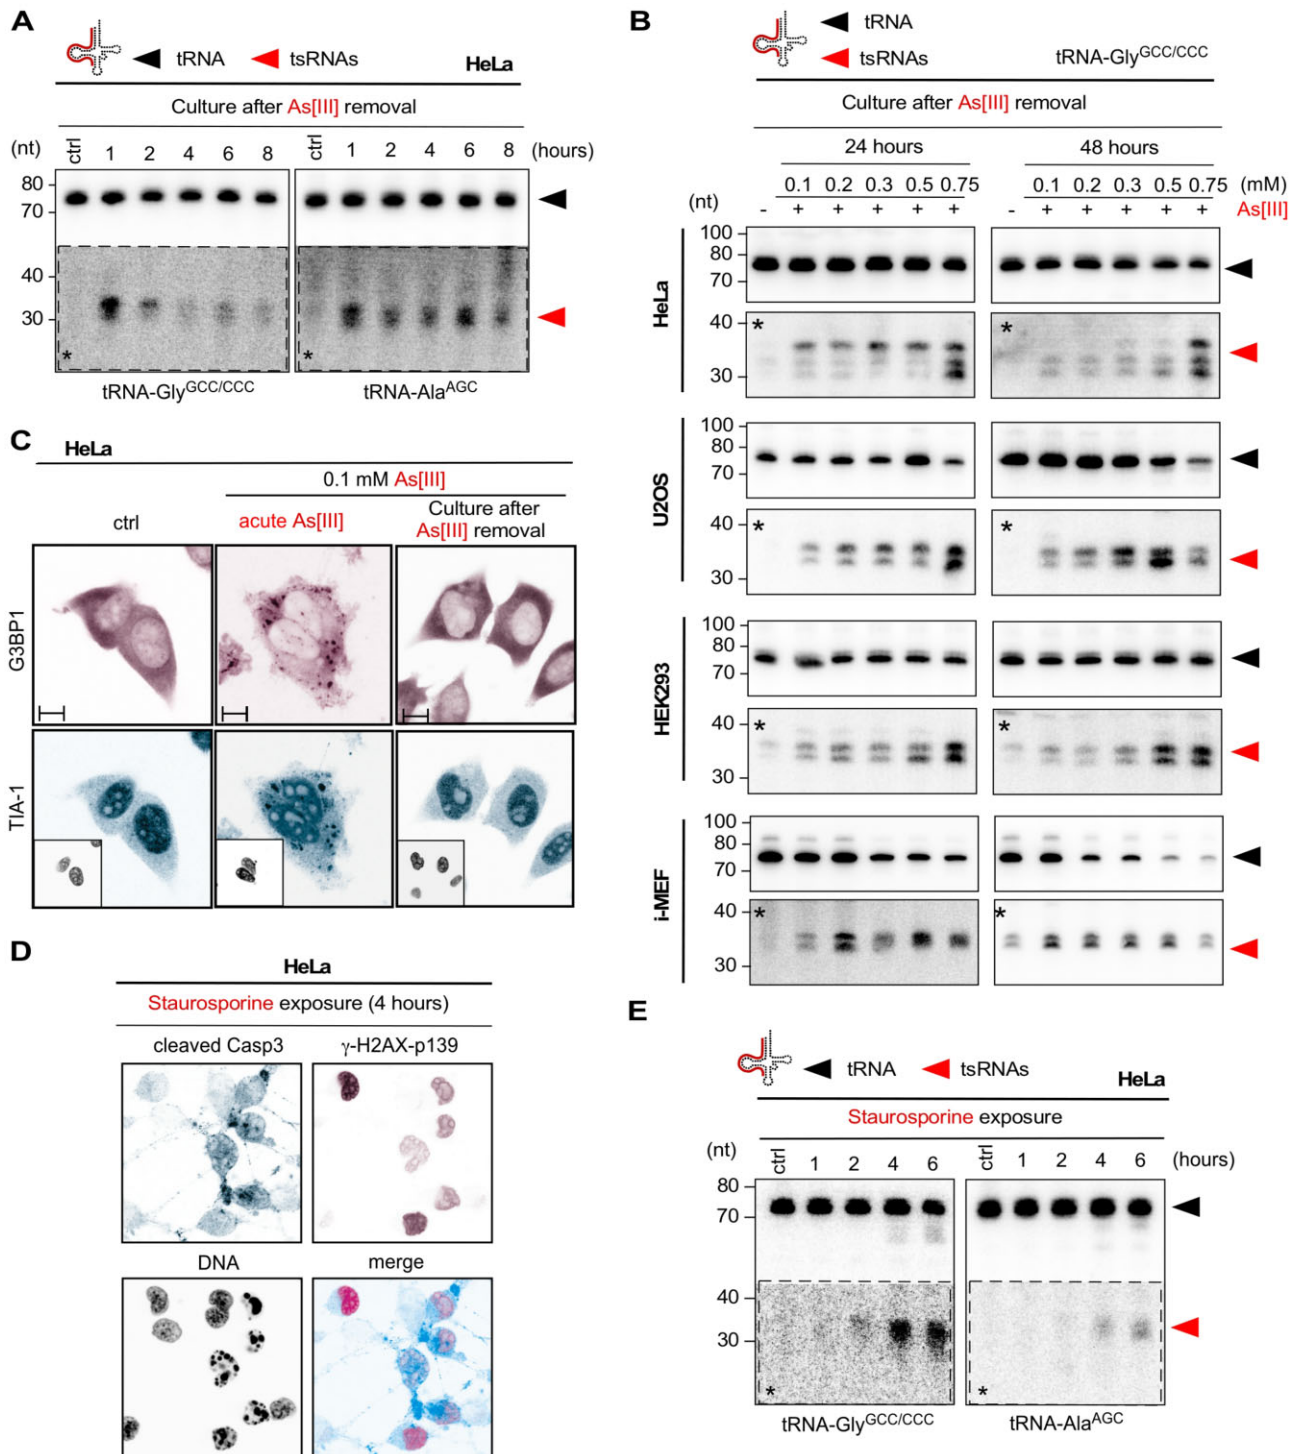 A
tRNA tsRNAs HeLa
Culture after As[III] removal
(nt) ctrl 1 2 4 6 8 ctrl 1 2 4 6 8 (hours)
80
70
40
30
*
*
tRNA-Gly^GCC/CCC tRNA-Ala^AGC
B
tRNA
tsRNAs tRNA-Gly^GCC/CCC
Culture after As[III] removal
24 hours 48 hours
0.1 0.2 0.3 0.5 0.75 0.1 0.2 0.3 0.5 0.75 (mM)
(nt) - + + + + + - + + + + + As[III]
HeLa
100
80
70
40
30
*
*
U2OS
100
80
70
40
30
*
*
HEK293
100
80
70
40
30
*
*
i-MEF
100
80
70
40
30
*
*
C
HeLa
0.1 mM As[III]
ctrl acute As[III] Culture after
As[III] removal
G3BP1
TIA-1
D
HeLa
Staurosporine exposure (4 hours)
cleaved Casp3 γ-H2AX-p139
DNA merge
E
tRNA tsRNAs HeLa
Staurosporine exposure
(nt) ctrl 1 2 4 6 ctrl 1 2 4 6 (hours)
80
70
40
30
*
*
tRNA-Gly^GCC/CCC tRNA-Ala^AGC